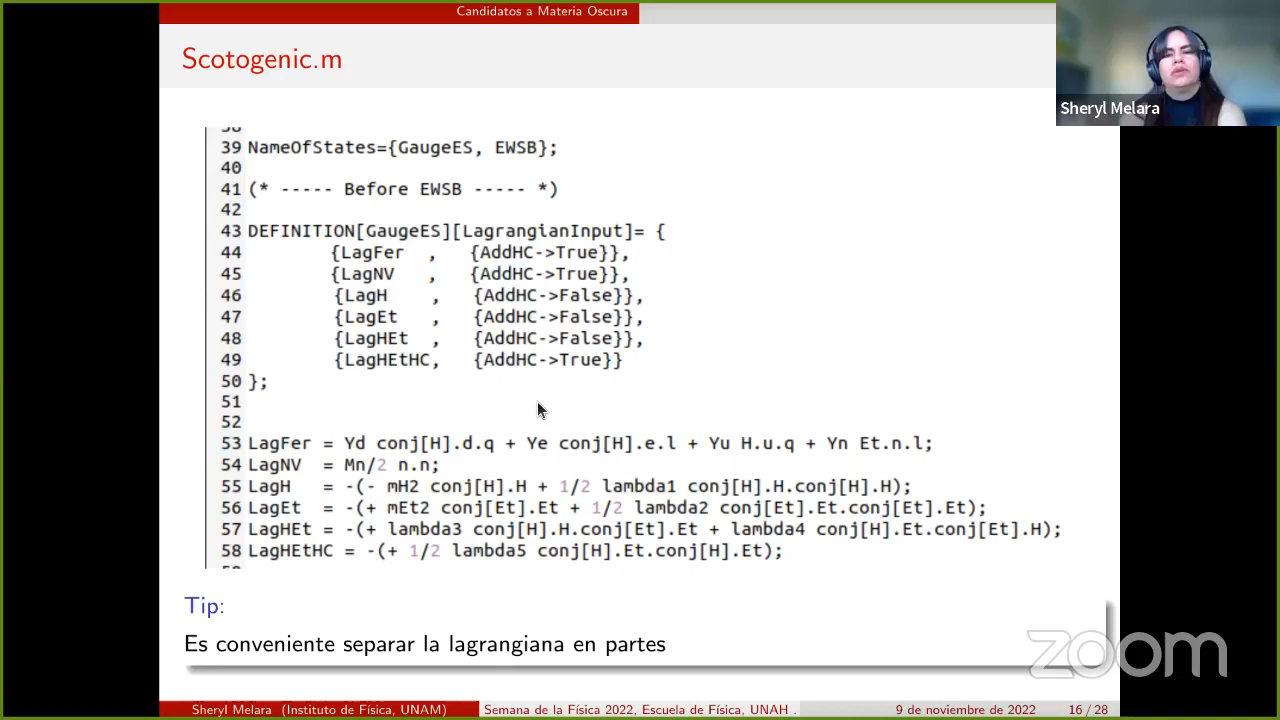 Candidatos a Materia Oscura
Scotogenic.m
Sheryl Melara
39 NameOfStates={GaugeES, EWSB};
40
41 (* ----- Before EWSB ----- *)
42
43 DEFINITION[GaugeES][LagrangianInput]= {
44 {LagFer , {AddHC->True}},
45 {LagNV , {AddHC->True}},
46 {LagH , {AddHC->False}},
47 {LagEt , {AddHC->False}},
48 {LagHEt , {AddHC->False}},
49 {LagHEtHC, {AddHC->True}}
50 };
51
52
53 LagFer = Yd conj[H].d.q + Ye conj[H].e.l + Yu H.u.q + Yn Et.n.l;
54 LagNV = Mn/2 n.n;
55 LagH = -(- mH2 conj[H].H + 1/2 lambda1 conj[H].H.conj[H].H);
56 LagEt = -(+ mEt2 conj[Et].Et + 1/2 lambda2 conj[Et].Et.conj[Et].Et);
57 LagHEt = -(+ lambda3 conj[H].H.conj[Et].Et + lambda4 conj[H].Et.conj[Et].H);
58 LagHEtHC = -(+ 1/2 lambda5 conj[H].Et.conj[H].Et);
Tip:
Es conveniente separar la lagrangiana en partes
zoom
Sheryl Melara (Instituto de Física, UNAM) Semana de la Física 2022, Escuela de Física, UNAH . 9 de noviembre de 2022 16 / 28